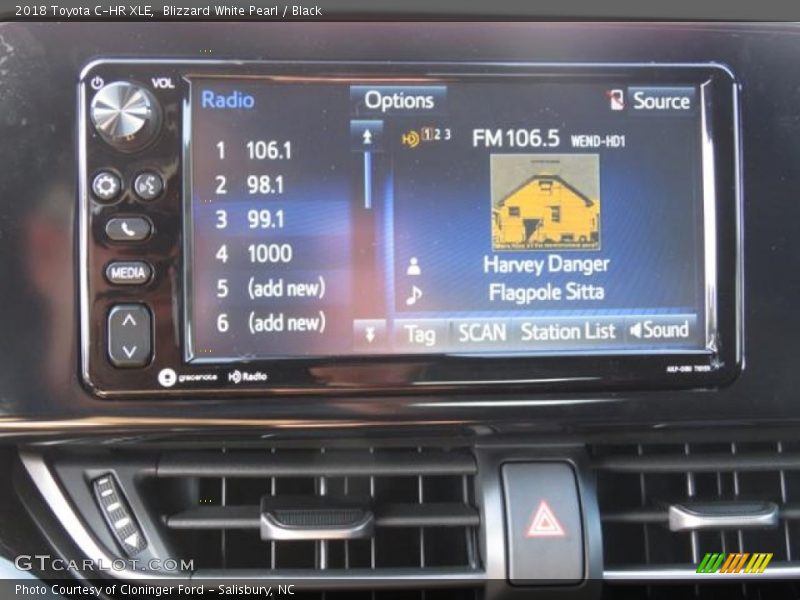 2018 Toyota C-HR XLE,  Blizzard White Pearl / Black
VOL
Radio
Options
Source
1 106.1
2 98.1
3 99.1
4 1000
5 (add new)
6 (add new)
HD 1 2 3
FM 106.5 WEND-HD1
Harvey Danger
Flagpole Sitta
Tag
SCAN
Station List
Sound
MEDIA
gracenote
HD Radio
GTCARLOT.COM
Photo Courtesy of Cloninger Ford - Salisbury, NC